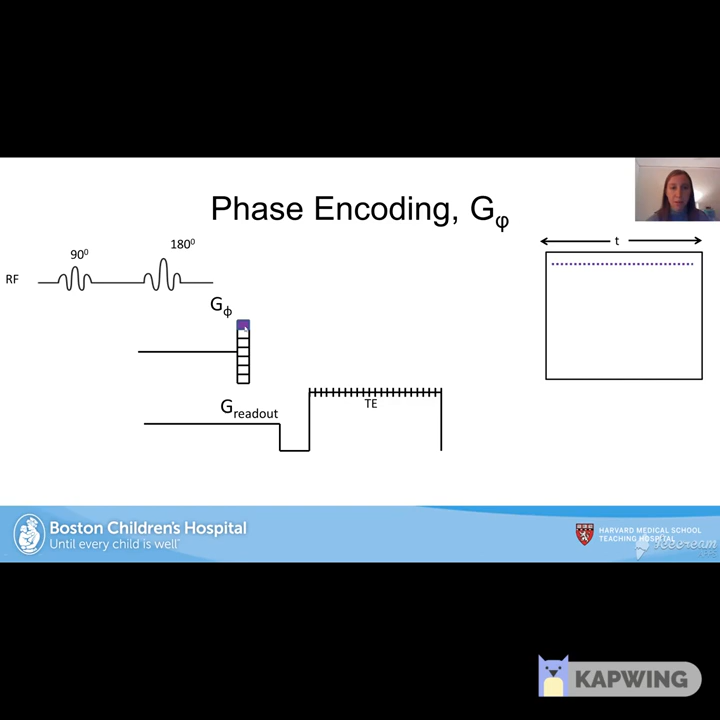 Phase Encoding, Gφ
t
90⁰
180⁰
RF
Gϕ
Greadout
TE
Boston Children's Hospital
Until every child is well
HARVARD MEDICAL SCHOOL
TEACHING HOSPITAL
KAPWING